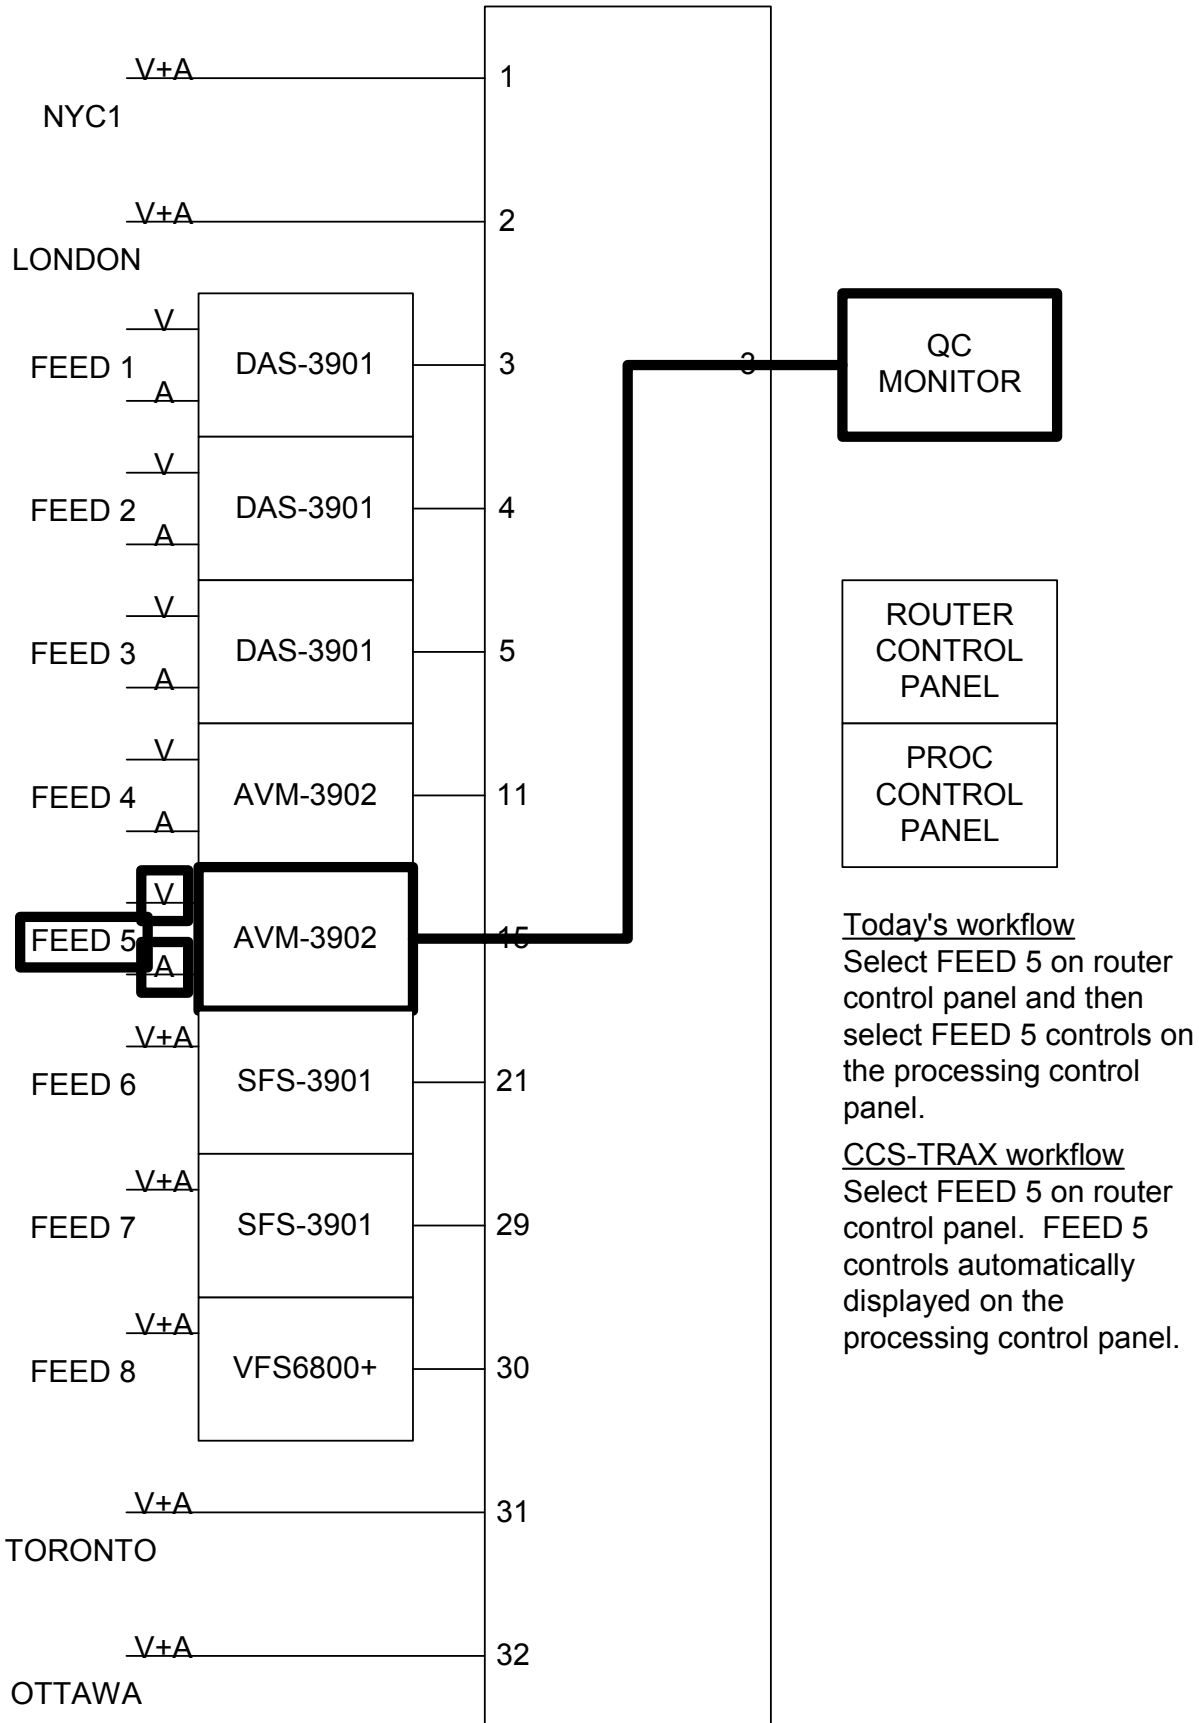 V+A
1
NYC1
V+A
2
LONDON
V
FEED 1
A
DAS-3901
3
3
QC
MONITOR
V
FEED 2
A
DAS-3901
4
V
FEED 3
A
DAS-3901
5
ROUTER
CONTROL
PANEL
V
FEED 4
A
AVM-3902
11
PROC
CONTROL
PANEL
V
FEED 5
A
AVM-3902
15
V+A
FEED 6
SFS-3901
21
V+A
FEED 7
SFS-3901
29
V+A
FEED 8
VFS6800+
30
V+A
31
TORONTO
V+A
32
OTTAWA
Today's workflow
Select FEED 5 on router
control panel and then
select FEED 5 controls on
the processing control
panel.
CCS-TRAX workflow
Select FEED 5 on router
control panel.  FEED 5
controls automatically
displayed on the
processing control panel.